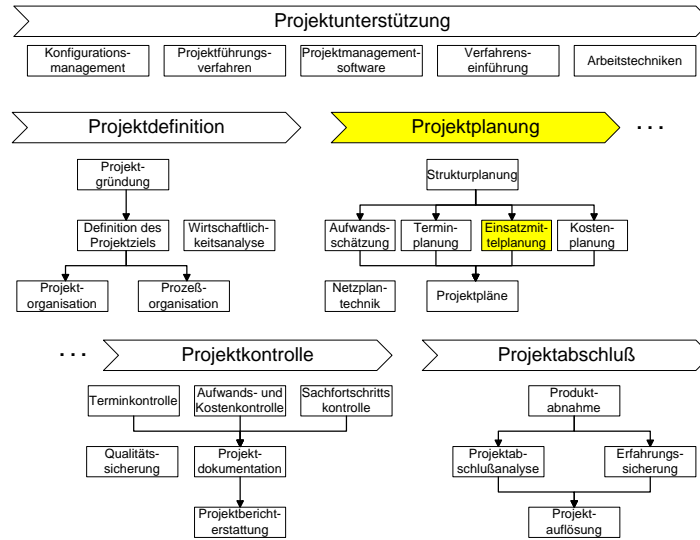 Projektunterstützung
Konfigurations-
management
Projektführungs-
verfahren
Projektmanagement-
software
Verfahrens-
einführung
Arbeitstechniken
Projektdefinition
Projektplanung
. . .
Projekt-
gründung
Definition des
Projektziels
Wirtschaftlich-
keitsanalyse
Projekt-
organisation
Prozeß-
organisation
Strukturplanung
Aufwands-
schätzung
Termin-
planung
Einsatzmit-
telplanung
Kosten-
planung
Netzplan-
technik
Projektpläne
. . .
Projektkontrolle
Projektabschluß
Terminkontrolle
Aufwands- und
Kostenkontrolle
Sachfortschritts
kontrolle
Qualitäts-
sicherung
Projekt-
dokumentation
Projektbericht-
erstattung
Produkt-
abnahme
Projektab-
schlußanalyse
Erfahrungs-
sicherung
Projekt-
auflösung